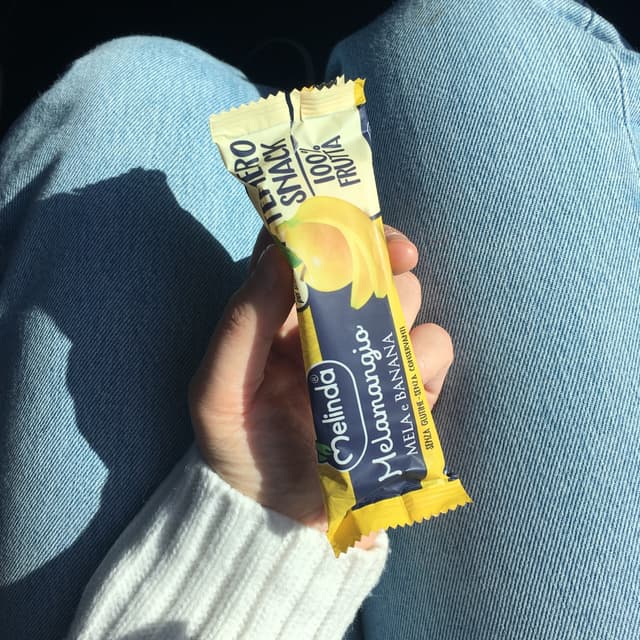 SNACK
100%
FRUTTA
Melinda®
Melamangio
MELA e BANANA
SENZA GLUTINE-SENZA CONSERVANTI